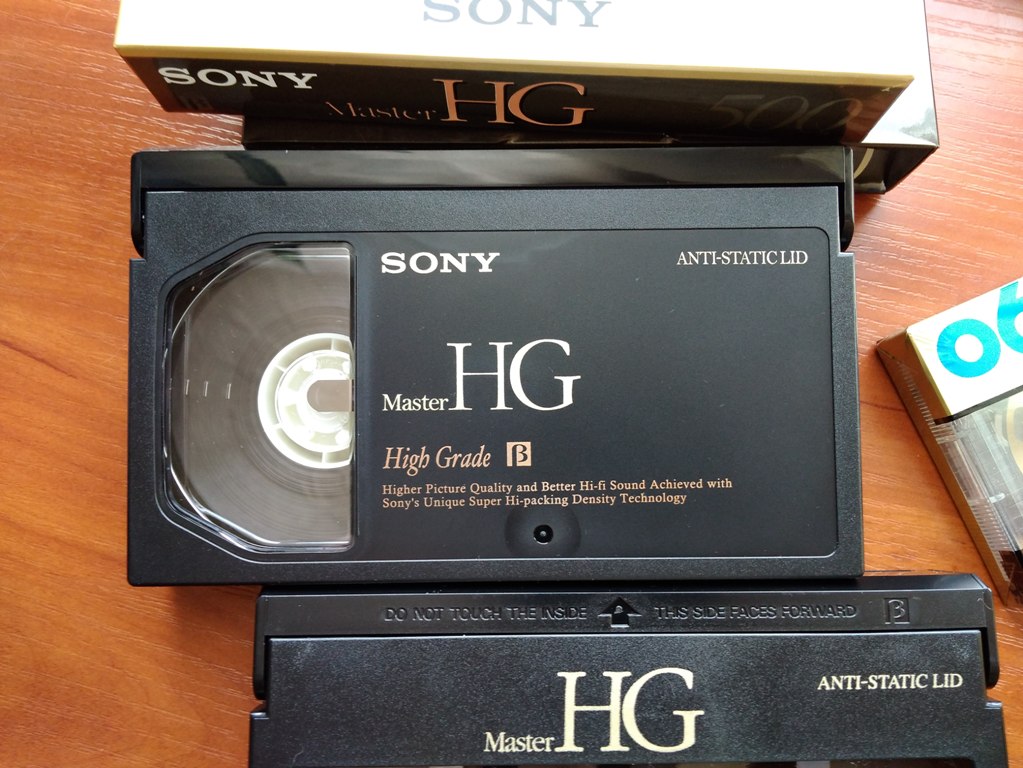 SONY
SONY
Master HG 500
SONY
ANTI-STATIC LID
Master HG
High Grade β
Higher Picture Quality and Better Hi-fi Sound Achieved with
Sony's Unique Super Hi-packing Density Technology
90
DO NOT TOUCH THE INSIDE THIS SIDE FACES FORWARD β
Master HG
ANTI-STATIC LID